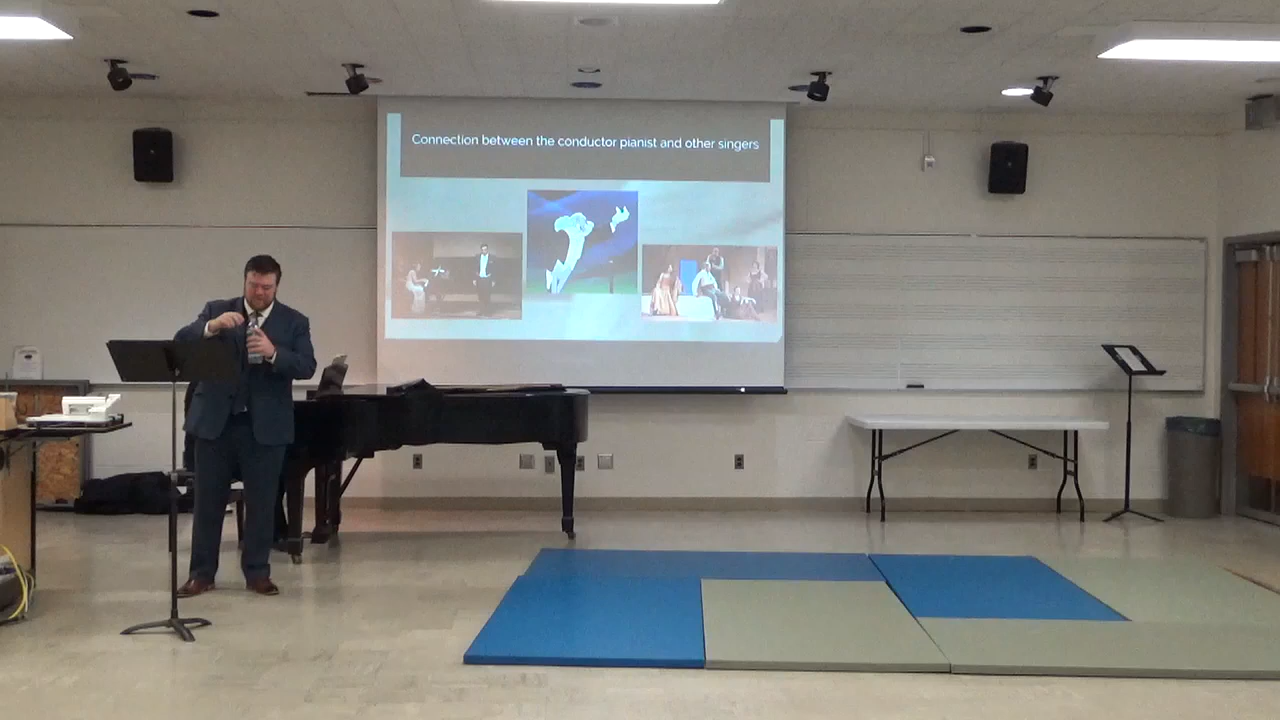 Connection between the conductor pianist and other singers